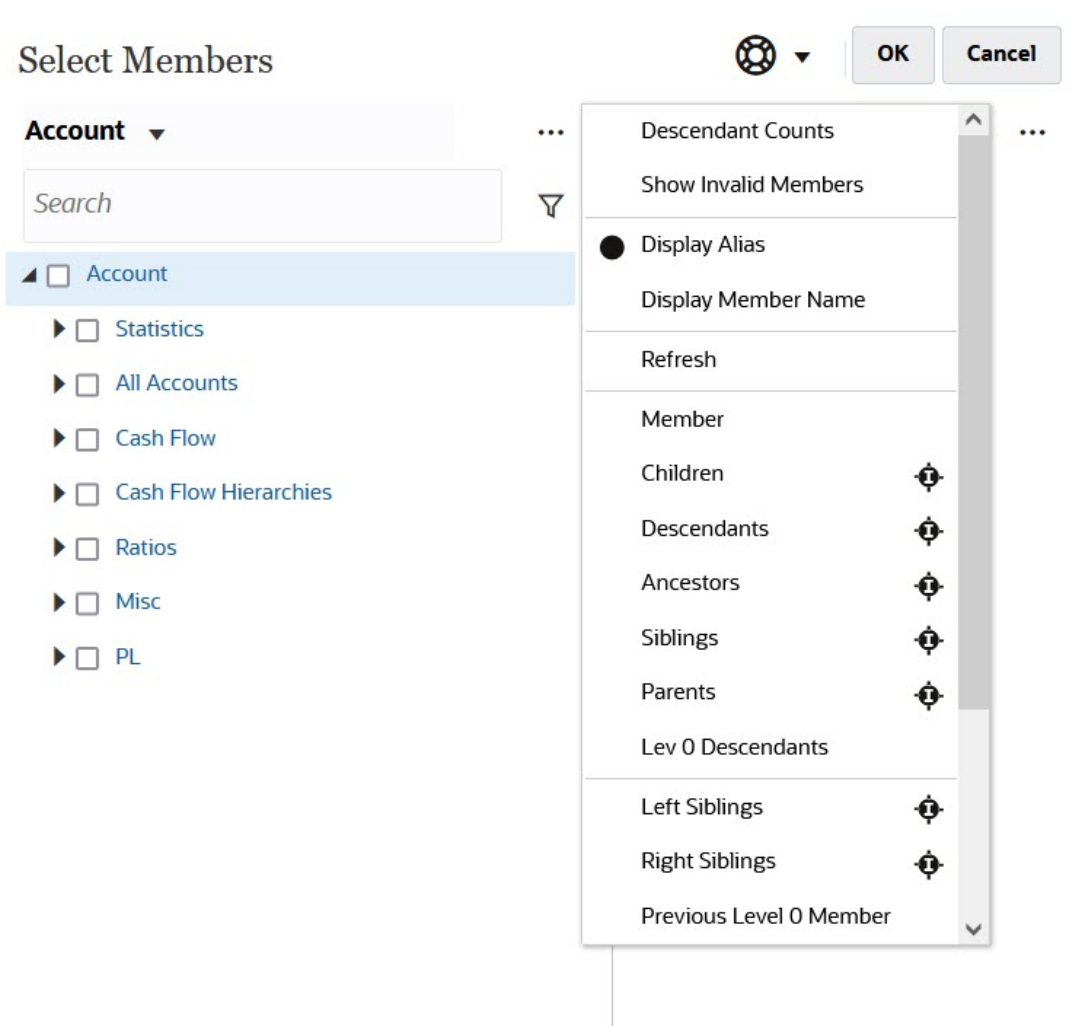 Select Members
OK
Cancel
Account
Search
Account
Statistics
All Accounts
Cash Flow
Cash Flow Hierarchies
Ratios
Misc
PL
Descendant Counts
Show Invalid Members
Display Alias
Display Member Name
Refresh
Member
Children
Descendants
Ancestors
Siblings
Parents
Lev 0 Descendants
Left Siblings
Right Siblings
Previous Level 0 Member